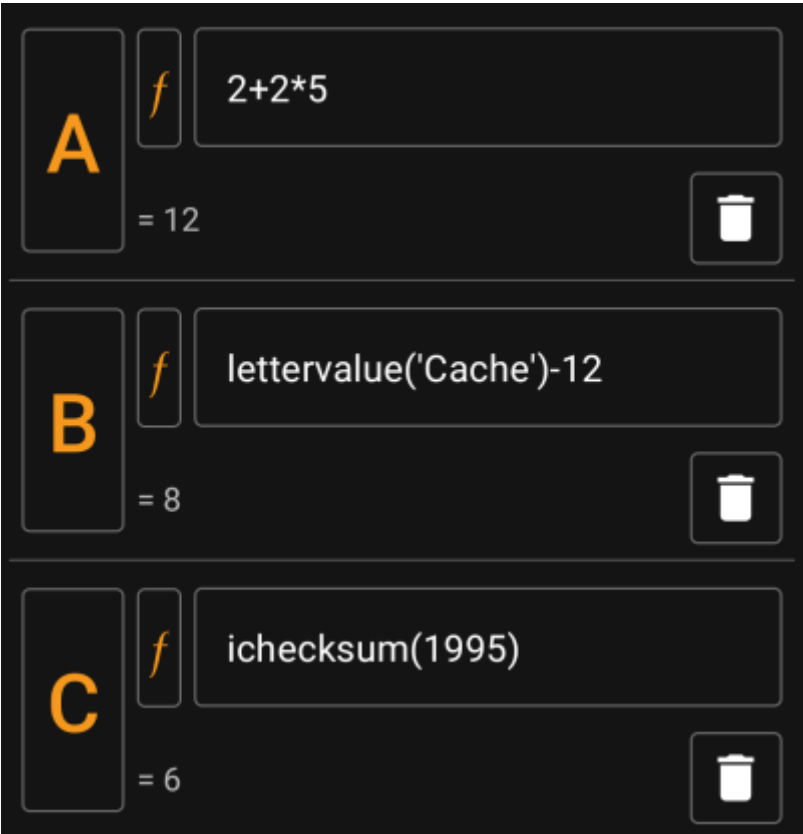 A
f
2+2*5
= 12
B
f
lettervalue('Cache')-12
= 8
C
f
ichecksum(1995)
= 6